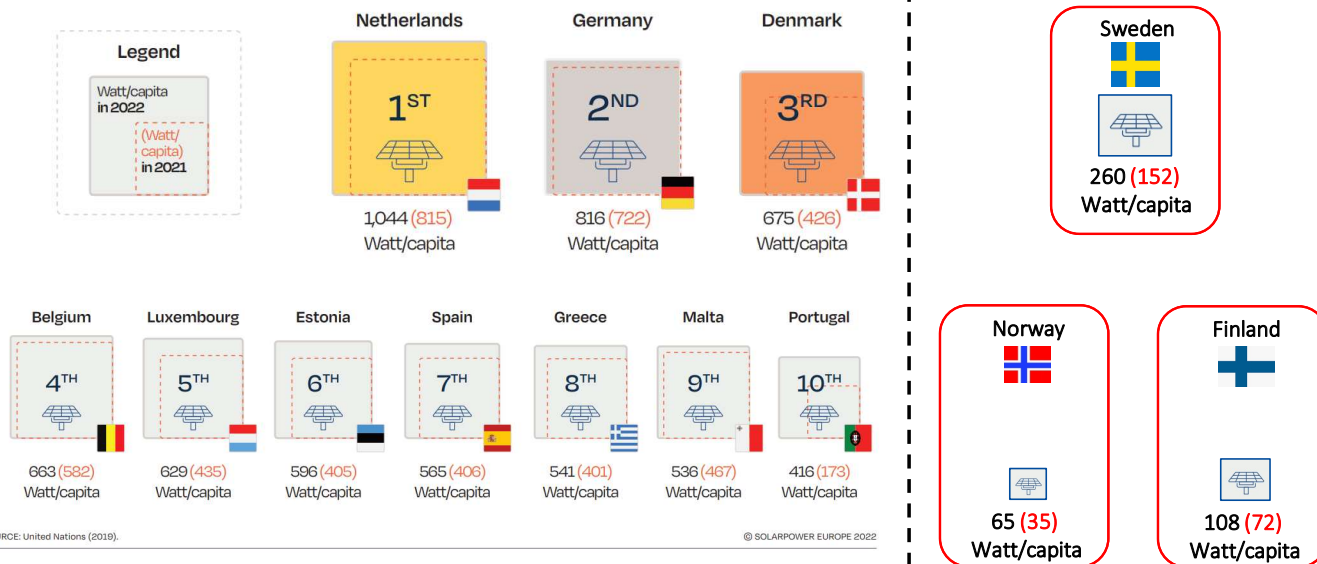 Legend
Watt/capita
in 2022
(Watt/
capita)
in 2021
Netherlands
1ST
1,044 (815)
Watt/capita
Germany
2ND
816 (722)
Watt/capita
Denmark
3RD
675 (426)
Watt/capita
Sweden
260 (152)
Watt/capita
Belgium
4TH
663 (582)
Watt/capita
Luxembourg
5TH
629 (435)
Watt/capita
Estonia
6TH
596 (405)
Watt/capita
Spain
7TH
565 (406)
Watt/capita
Greece
8TH
541 (401)
Watt/capita
Malta
9TH
536 (467)
Watt/capita
Portugal
10TH
416 (173)
Watt/capita
Norway
65 (35)
Watt/capita
Finland
108 (72)
Watt/capita
URCE: United Nations (2019).
© SOLARPOWER EUROPE 2022